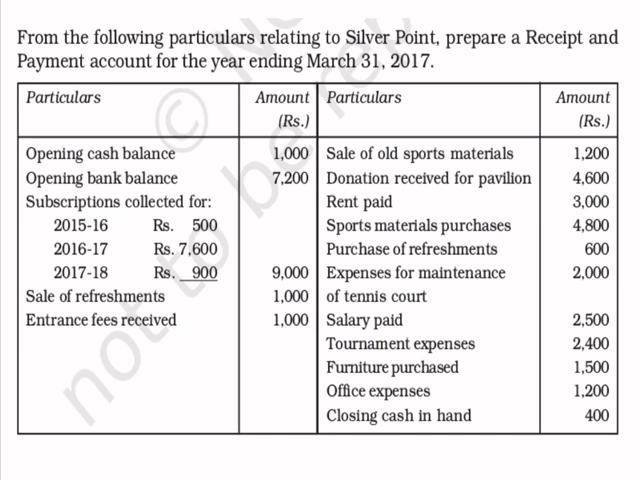 From the following particulars relating to Silver Point, prepare a Receipt and
Payment account for the year ending March 31, 2017.
Particulars Amount Particulars Amount
(Rs.) (Rs.)
Opening cash balance 1,000 Sale of old sports materials 1,200
Opening bank balance 7,200 Donation received for pavilion 4,600
Subscriptions collected for: Rent paid 3,000
2015-16 Rs. 500 Sports materials purchases 4,800
2016-17 Rs. 7,600 Purchase of refreshments 600
2017-18 Rs. 900 9,000 Expenses for maintenance 2,000
Sale of refreshments 1,000 of tennis court
Entrance fees received 1,000 Salary paid 2,500
Tournament expenses 2,400
Furniture purchased 1,500
Office expenses 1,200
Closing cash in hand 400
not to be rep
©